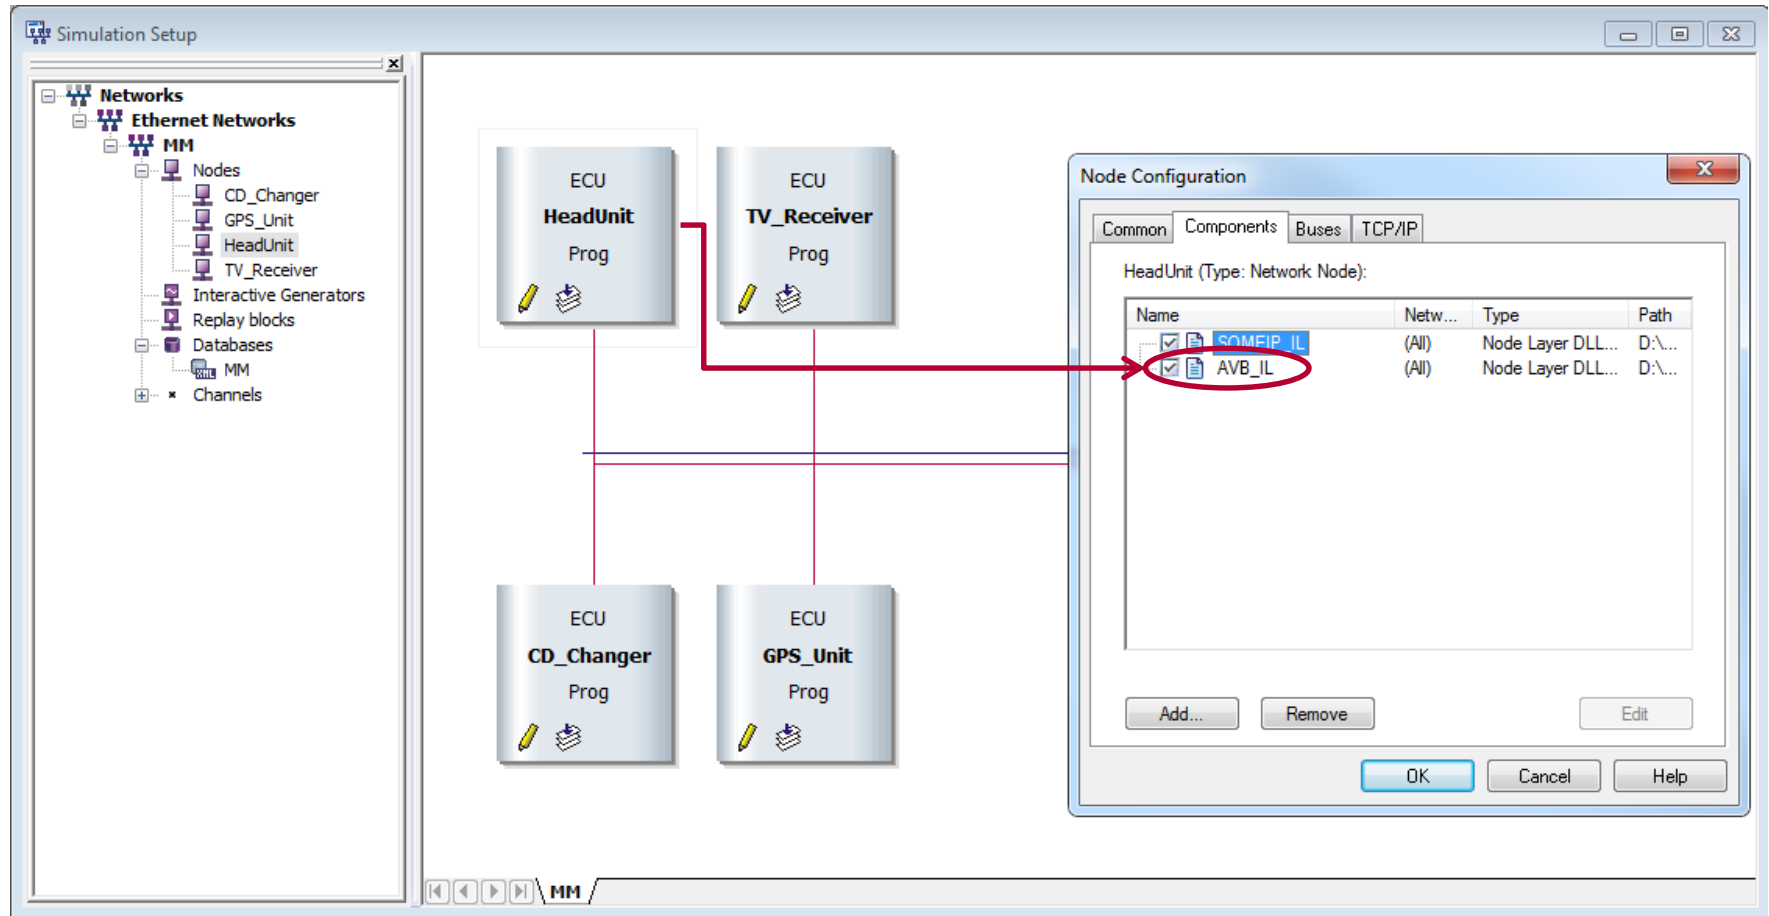 Simulation Setup
Networks
Ethernet Networks
MM
Nodes
CD_Changer
GPS_Unit
HeadUnit
TV_Receiver
Interactive Generators
Replay blocks
Databases
MM
Channels
ECU
HeadUnit
Prog
ECU
TV_Receiver
Prog
ECU
CD_Changer
Prog
ECU
GPS_Unit
Prog
MM
Node Configuration
Common Components Buses TCP/IP
HeadUnit (Type: Network Node):
Name Netw... Type Path
SOMEIP_IL (All) Node Layer DLL... D:\...
AVB_IL (All) Node Layer DLL... D:\...
Add... Remove Edit
OK Cancel Help